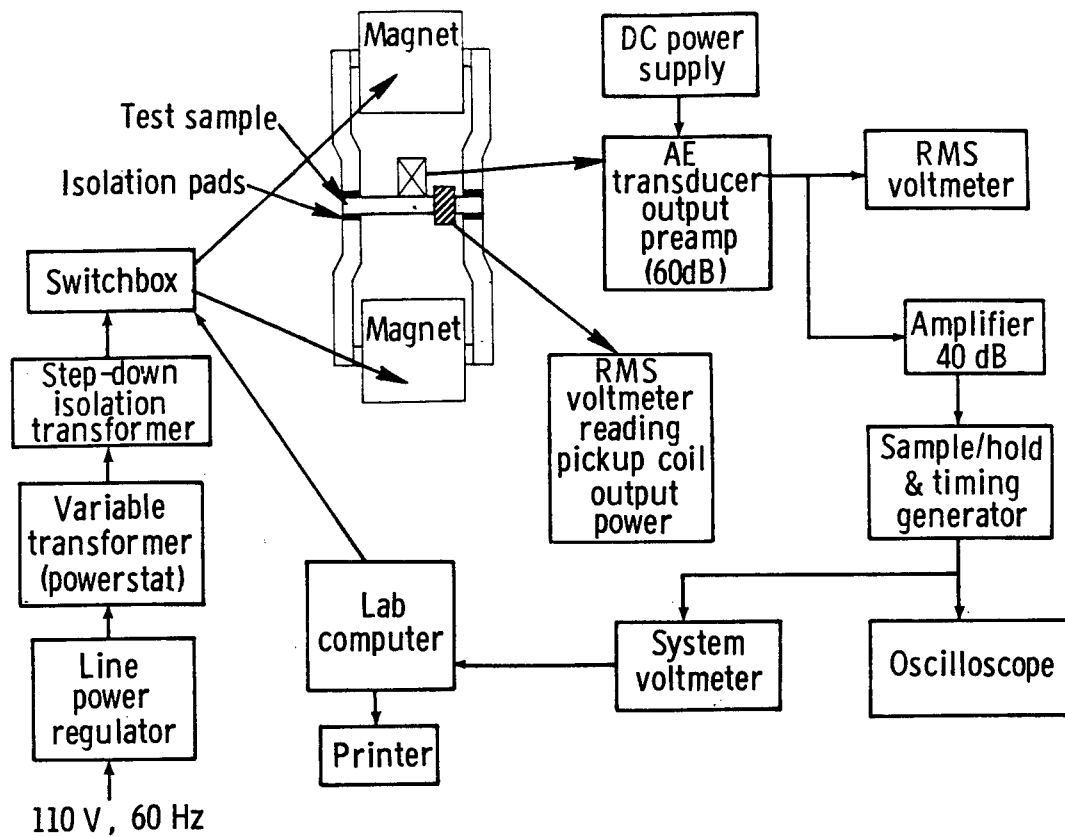 Magnet
DC power
supply
Test sample
Isolation pads
AE
transducer
output
preamp
(60dB)
RMS
voltmeter
Switchbox
Magnet
Amplifier
40 dB
Step-down
isolation
transformer
RMS
voltmeter
reading
pickup coil
output
power
Sample/hold
& timing
generator
Variable
transformer
(powerstat)
Lab
computer
System
voltmeter
Oscilloscope
Line
power
regulator
Printer
110 V, 60 Hz